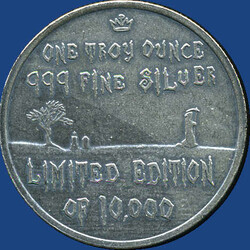 ONE TROY OUNCE
999 FINE SILVER
LIMITED EDITION
OF 10,000